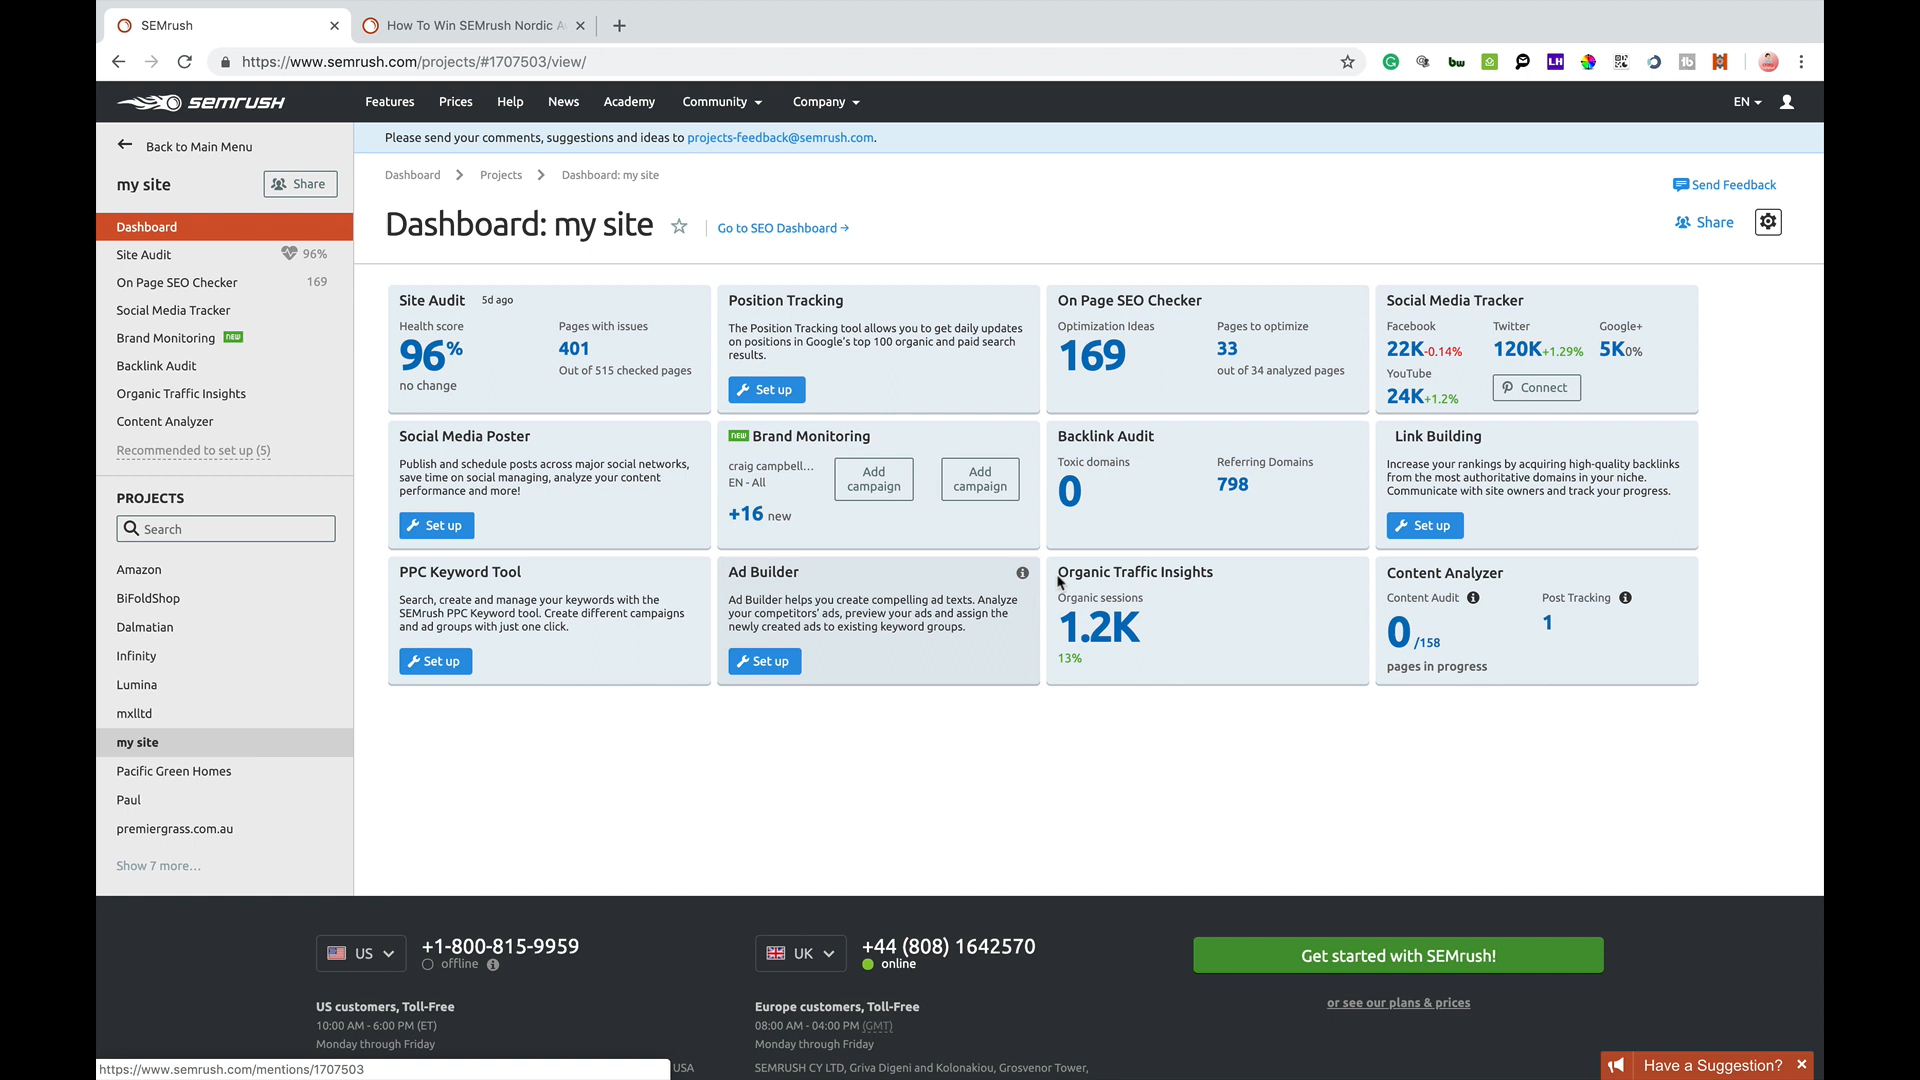 SEMrush
How To Win SEMrush Nordic
https://www.semrush.com/projects/#1707503/view/
bw
LH
semrush
Features
Prices
Help
News
Academy
Community
Company
EN
Back to Main Menu
my site
Share
Dashboard
Site Audit
96%
On Page SEO Checker
169
Social Media Tracker
Brand Monitoring
NEW
Backlink Audit
Organic Traffic Insights
Content Analyzer
Recommended to set up (5)
PROJECTS
Search
Amazon
BiFoldShop
Dalmatian
Infinity
Lumina
mxlltd
my site
Pacific Green Homes
Paul
premiergrass.com.au
Show 7 more...
Please send your comments, suggestions and ideas to projects-feedback@semrush.com.
Dashboard
Projects
Dashboard: my site
Send Feedback
Dashboard: my site
Go to SEO Dashboard →
Share
Site Audit
5d ago
Health score
96%
no change
Pages with issues
401
Out of 515 checked pages
Position Tracking
The Position Tracking tool allows you to get daily updates
on positions in Google's top 100 organic and paid search
results.
Set up
On Page SEO Checker
Optimization Ideas
169
Pages to optimize
33
out of 34 analyzed pages
Social Media Tracker
Facebook
22K-0.14%
Twitter
120K+1.29%
Google+
5K0%
YouTube
24K+1.2%
Connect
Social Media Poster
Publish and schedule posts across major social networks,
save time on social managing, analyze your content
performance and more!
Set up
NEW Brand Monitoring
craig campbell...
EN - All
+16 new
Add
campaign
Add
campaign
Backlink Audit
Toxic domains
0
Referring Domains
798
Link Building
Increase your rankings by acquiring high-quality backlinks
from the most authoritative domains in your niche.
Communicate with site owners and track your progress.
Set up
PPC Keyword Tool
Search, create and manage your keywords with the
SEMrush PPC Keyword tool. Create different campaigns
and ad groups with just one click.
Set up
Ad Builder
Ad Builder helps you create compelling ad texts. Analyze
your competitors' ads, preview your ads and assign the
newly created ads to existing keyword groups.
Set up
Organic Traffic Insights
Organic sessions
1.2K
13%
Content Analyzer
Content Audit
0/158
pages in progress
Post Tracking
1
US
+1-800-815-9959
offline
US customers, Toll-Free
10:00 AM - 6:00 PM (ET)
Monday through Friday
USA
UK
+44 (808) 1642570
online
Europe customers, Toll-Free
08:00 AM - 04:00 PM (GMT)
Monday through Friday
SEMRUSH CY LTD, Griva Digeni and Kolonakiou, Grosvenor Tower,
Get started with SEMrush!
or see our plans & prices
https://www.semrush.com/mentions/1707503
Have a Suggestion?